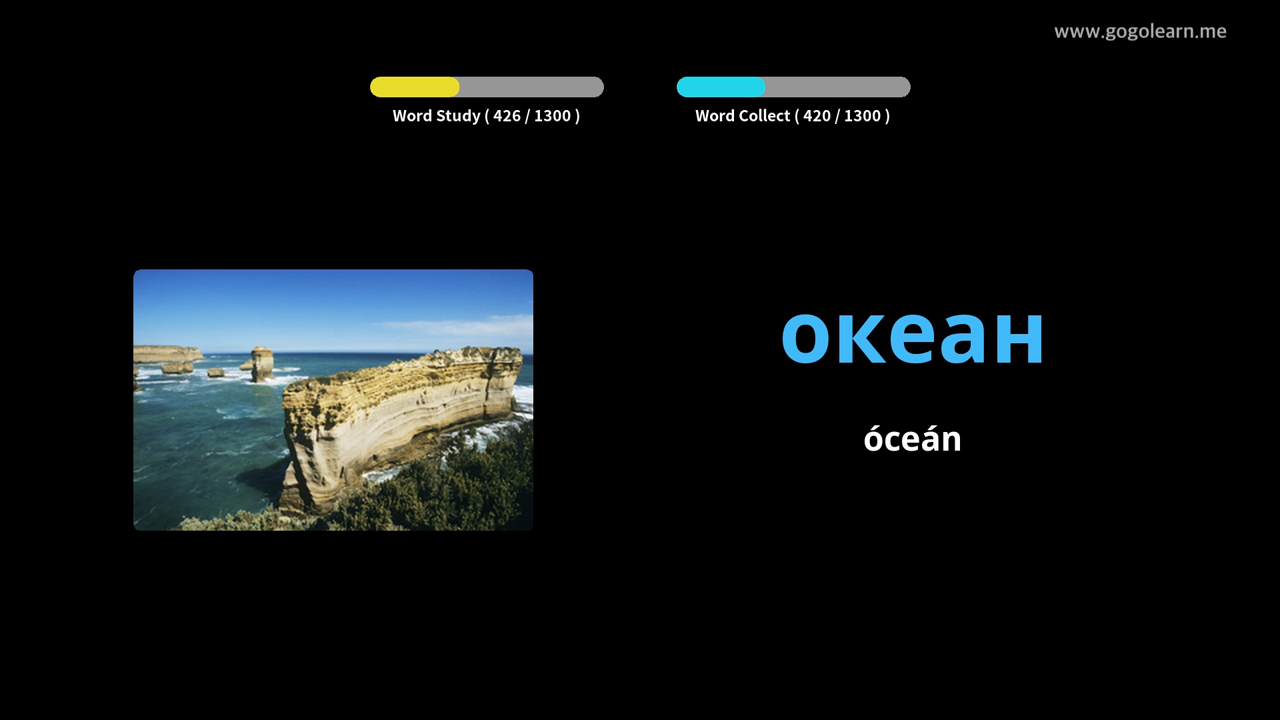 www.gogolearn.me
Word Study ( 426 / 1300 )
Word Collect ( 420 / 1300 )
океан
óceán